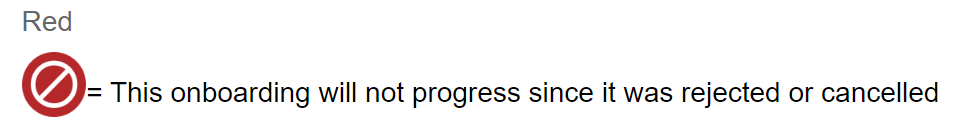 Red
= This onboarding will not progress since it was rejected or cancelled